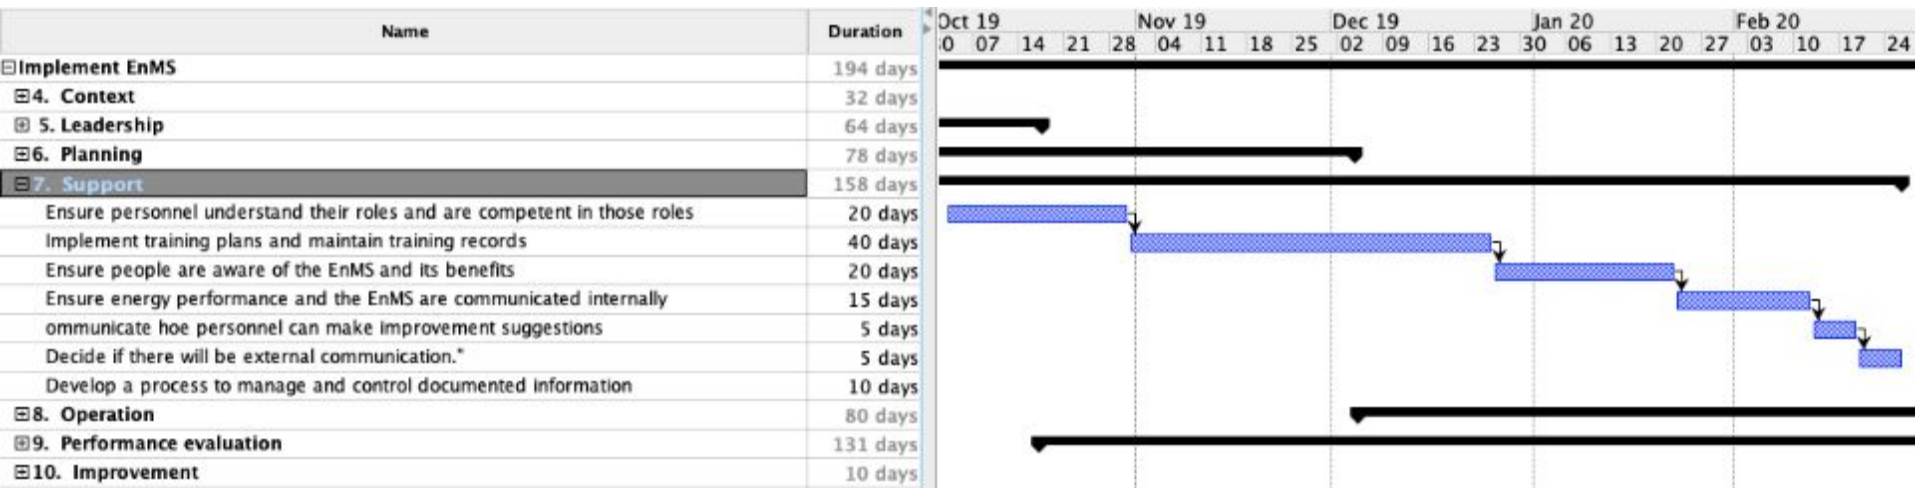 Name Duration Oct 19 Nov 19 Dec 19 Jan 20 Feb 20
07 14 21 28 04 11 18 25 02 09 16 23 30 06 13 20 27 03 10 17 24
Implement EnMS 194 days
4. Context 32 days
5. Leadership 64 days
6. Planning 78 days
7. Support 158 days
Ensure personnel understand their roles and are competent in those roles 20 days
Implement training plans and maintain training records 40 days
Ensure people are aware of the EnMS and its benefits 20 days
Ensure energy performance and the EnMS are communicated internally 15 days
ommunicate hoe personnel can make improvement suggestions 5 days
Decide if there will be external communication." 5 days
Develop a process to manage and control documented information 10 days
8. Operation 80 days
9. Performance evaluation 131 days
10. Improvement 10 days